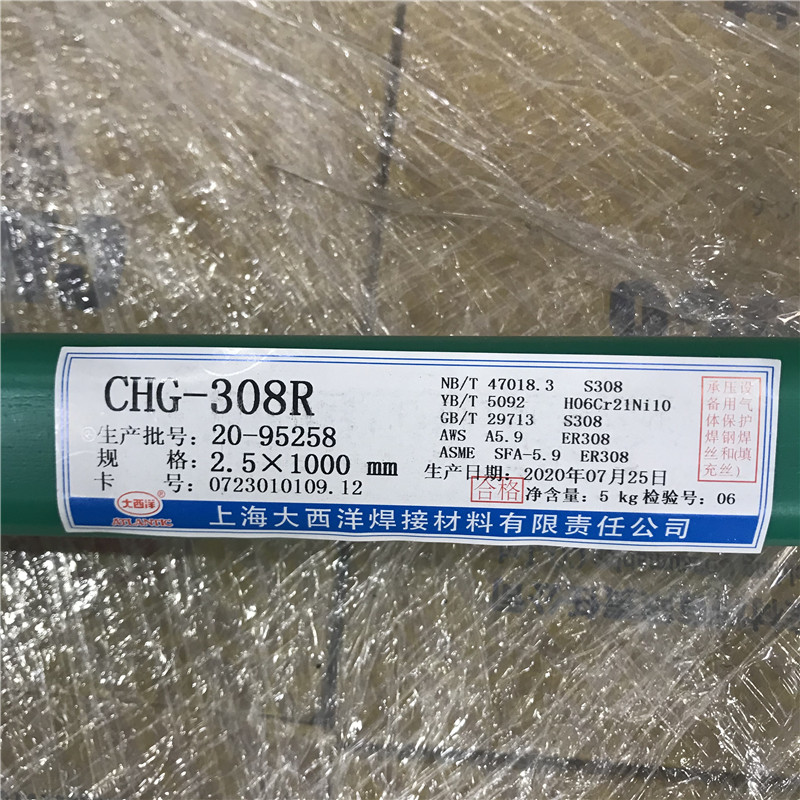 CHG-308R
生产批号: 20-95258
规 格: 2.5×1000 mm
卡 号: 0723010109.12
NB/T 47018.3 S308
YB/T 5092 H06Cr21Ni10
GB/T 29713 S308
AWS A5.9 ER308
ASME SFA-5.9 ER308
生产日期: 2020年07月25日
合格 净含量: 5 kg 检验号: 06
承压设
备用气
体保护
焊钢焊
丝和(填
充丝)
大西洋
ATLANTIC
上海大西洋焊接材料有限责任公司